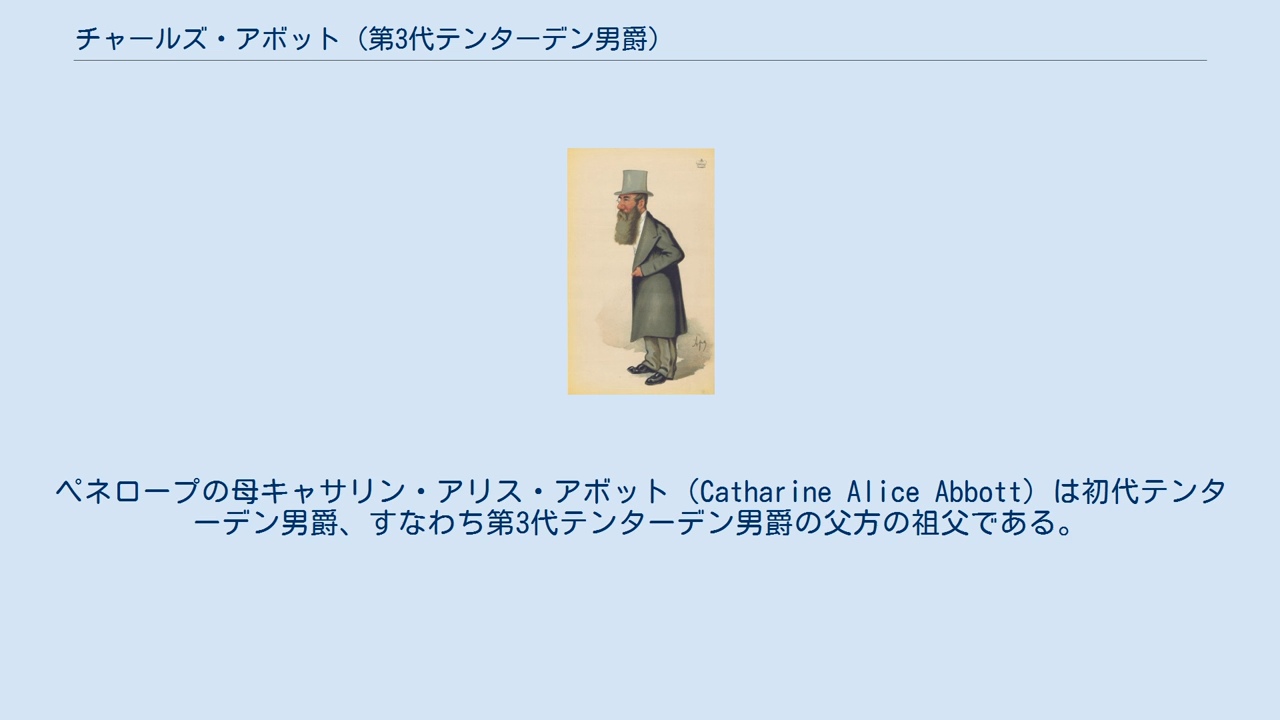 チャールズ・アボット（第3代テンターデン男爵）
ペネロープの母キャサリン・アリス・アボット（Catharine Alice Abbott）は初代テンタ
ーデン男爵、すなわち第3代テンターデン男爵の父方の祖父である。